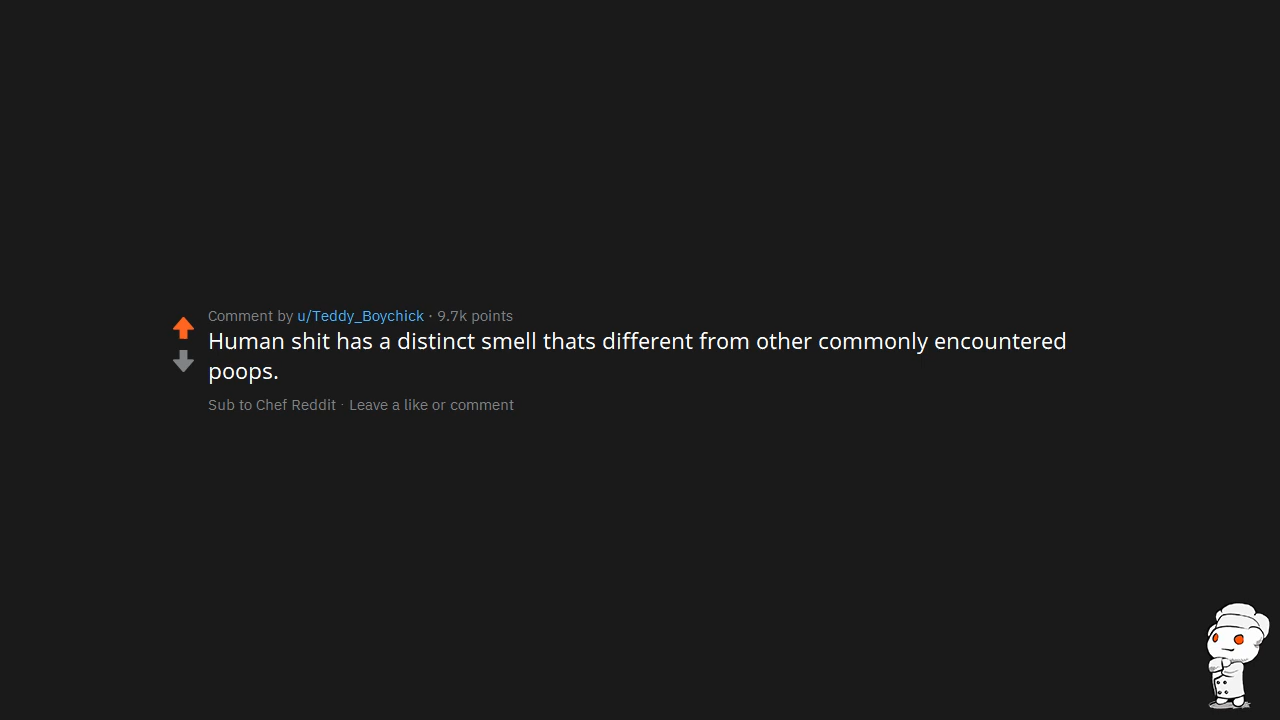 Comment by u/Teddy_Boychick · 9.7k points
Human shit has a distinct smell thats different from other commonly encountered
poops.
Sub to Chef Reddit · Leave a like or comment